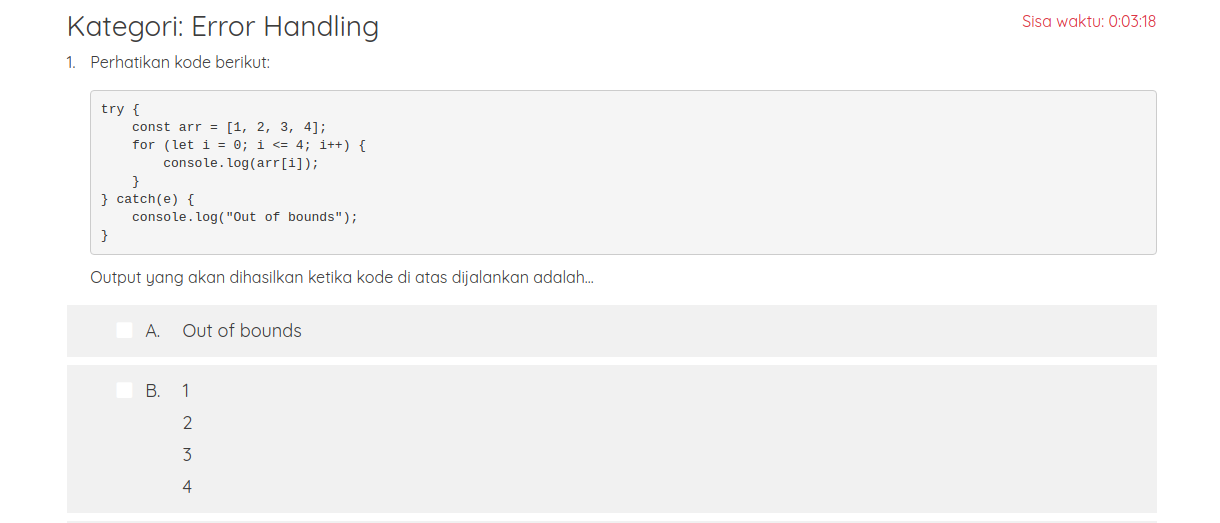 Kategori: Error Handling
Sisa waktu: 0:03:18
1. Perhatikan kode berikut:
try {
    const arr = [1, 2, 3, 4];
    for (let i = 0; i <= 4; i++) {
        console.log(arr[i]);
    }
} catch(e) {
    console.log("Out of bounds");
}
Output yang akan dihasilkan ketika kode di atas dijalankan adalah...
A. Out of bounds
B. 1
2
3
4